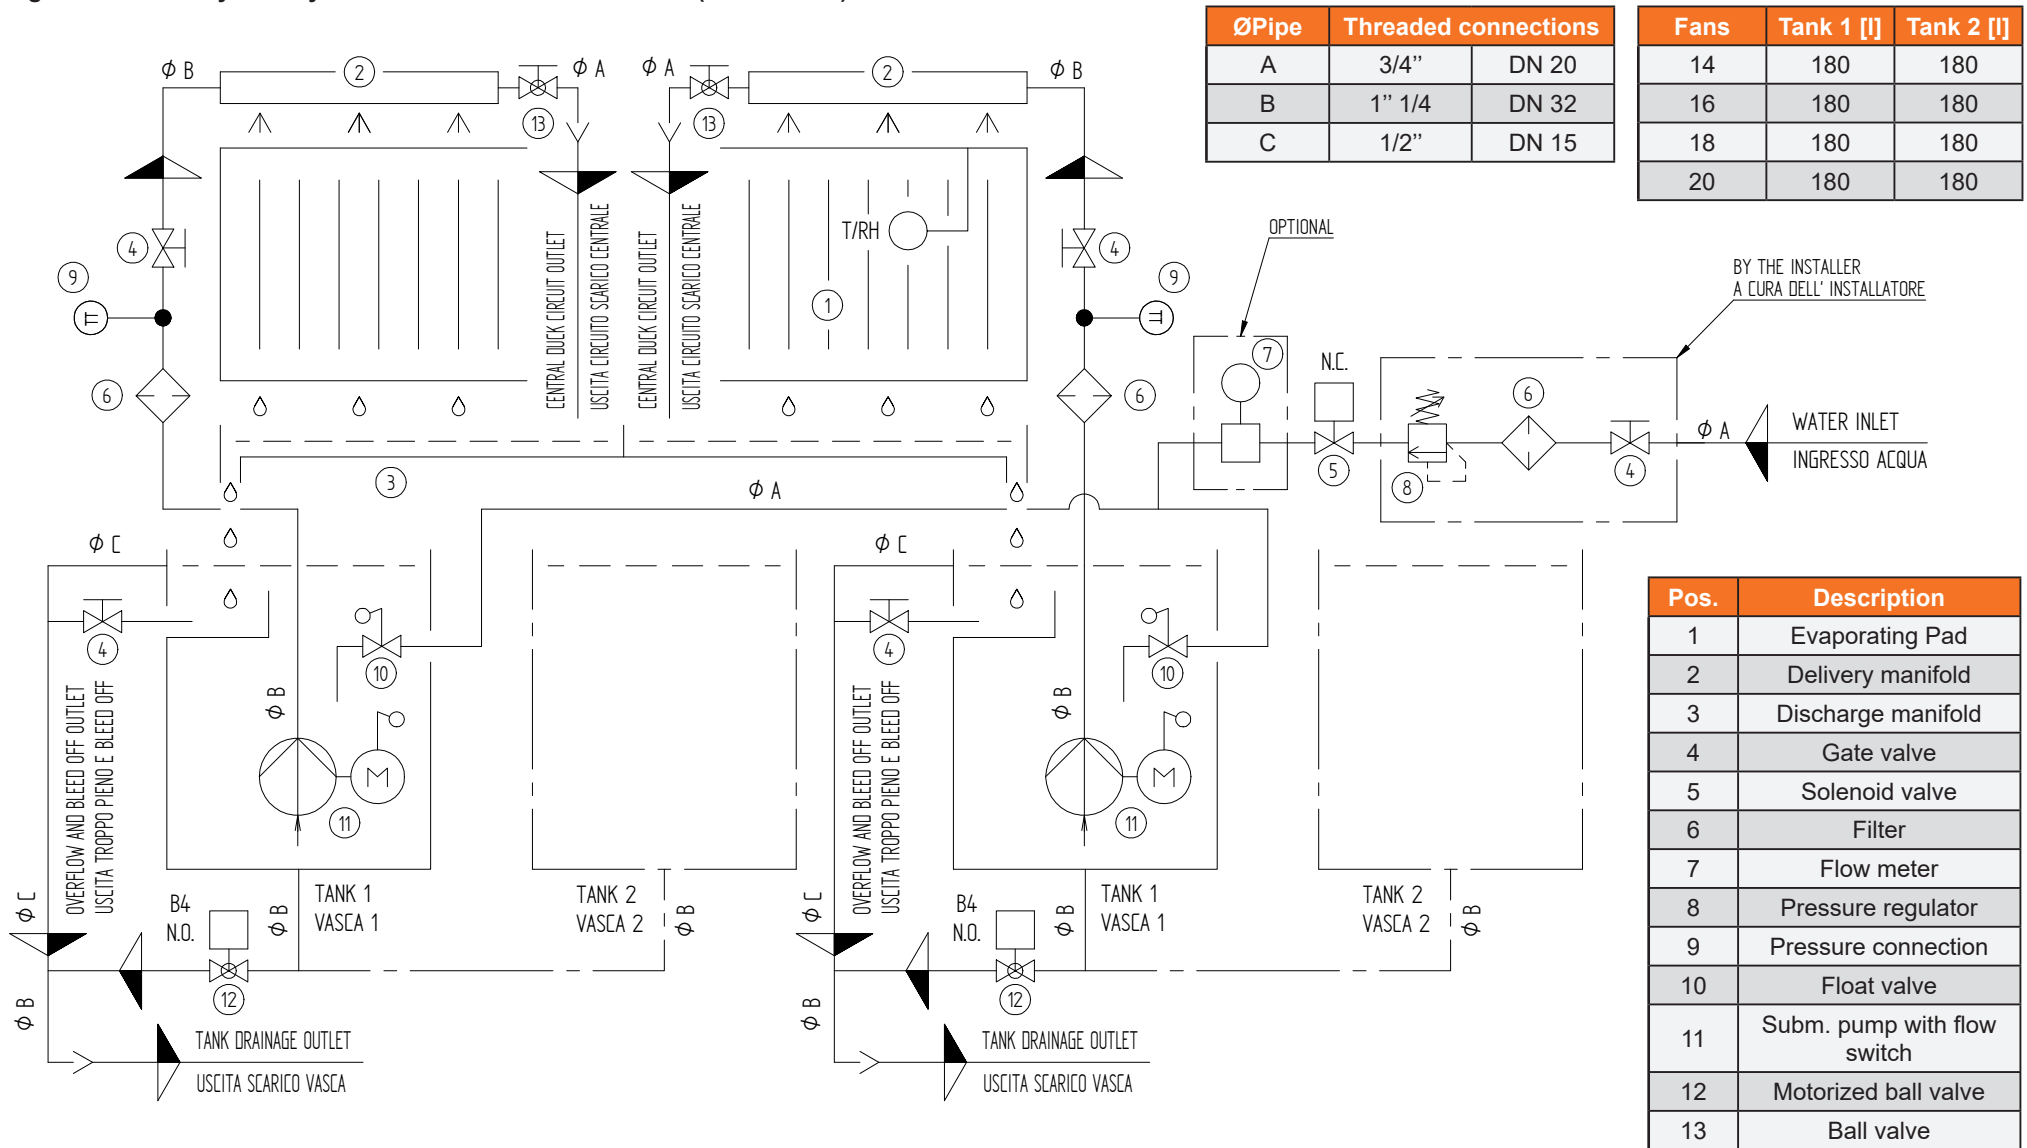 ØPipe Threaded connections
A 3/4’’ DN 20
B 1’’ 1/4 DN 32
C 1/2’’ DN 15
Fans Tank 1 [l] Tank 2 [l]
14 180 180
16 180 180
18 180 180
20 180 180
ϕ B
2
ϕ A
ϕ A
2
ϕ B
13
13
4
9
6
CENTRAL DUCK CIRCUIT OUTLET
USCITA CIRCUITO SCARICO CENTRALE
CENTRAL DUCK CIRCUIT OUTLET
USCITA CIRCUITO SCARICO CENTRALE
T/RH
1
4
9
6
OPTIONAL
BY THE INSTALLER
A CURA DELL' INSTALLATORE
7
N.C.
6
5
8
4
ϕ A
WATER INLET
INGRESSO ACQUA
3
ϕ A
ϕ C
4
10
ϕ B
M
11
OVERFLOW AND BLEED OFF OUTLET
USCITA TROPPO PIENO E BLEED OFF
ϕ C
B4
N.O.
ϕ B
TANK 1
VASCA 1
TANK 2
VASCA 2
ϕ B
12
ϕ B
TANK DRAINAGE OUTLET
USCITA SCARICO VASCA
ϕ C
4
10
ϕ B
M
11
OVERFLOW AND BLEED OFF OUTLET
USCITA TROPPO PIENO E BLEED OFF
ϕ C
B4
N.O.
ϕ B
TANK 1
VASCA 1
TANK 2
VASCA 2
ϕ B
12
ϕ B
TANK DRAINAGE OUTLET
USCITA SCARICO VASCA
Pos. Description
1 Evaporating Pad
2 Delivery manifold
3 Discharge manifold
4 Gate valve
5 Solenoid valve
6 Filter
7 Flow meter
8 Pressure regulator
9 Pressure connection
10 Float valve
11 Subm. pump with flow
switch
12 Motorized ball valve
13 Ball valve